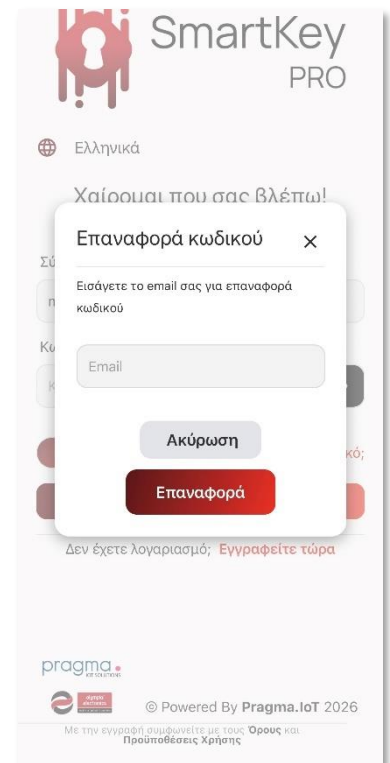 SmartKey
PRO
Ελληνικά
Χαίρομαι που σας βλέπω!
Επαναφορά κωδικού
Εισάγετε το email σας για επαναφορά
κωδικού
Email
Ακύρωση
Επαναφορά
Δεν έχετε λογαριασμό; Εγγραφείτε τώρα
pragma.
IOT SOLUTIONS
© Powered By Pragma.IoT 2026
Με την εγγραφή συμφωνείτε με τους Όρους και
Προϋποθέσεις Χρήσης